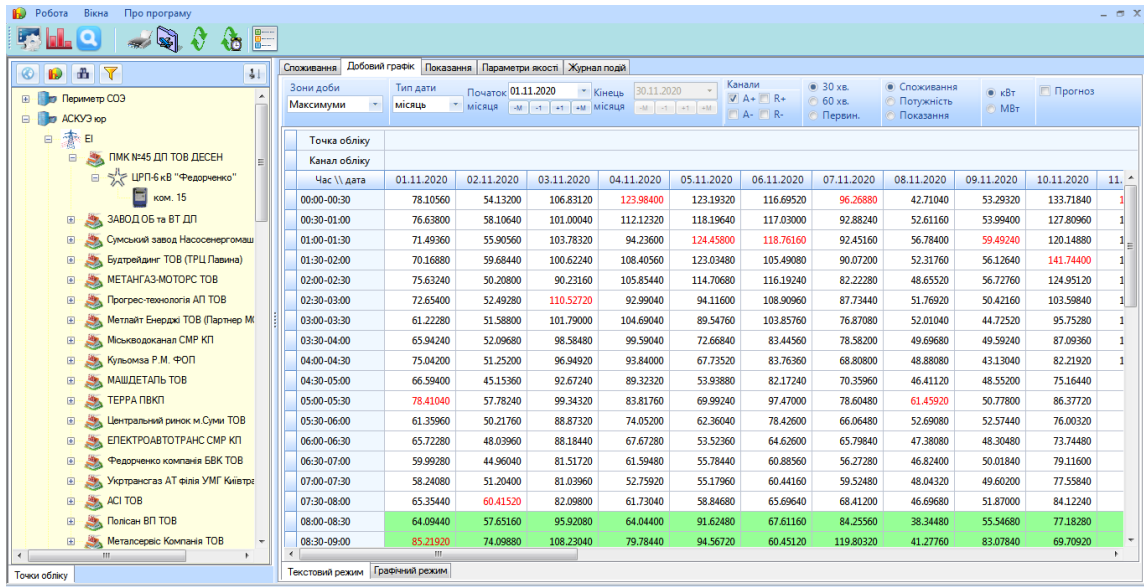 Робота Вікна Про програму
Периметр СОЭ
АСКУЭ юр
ЕІ
ПМК №45 ДП ТОВ ДЕСЕН
ЦРП-6 кВ "Федорченко"
ком. 15
ЗАВОД ОБ та ВТ ДП
Сумський завод Насосенергомаш
Будтрейдинг ТОВ (ТРЦ Лавина)
МЕТАНГАЗ-МОТОРС ТОВ
Прогрес-технологія АП ТОВ
Метлайт Енерджі ТОВ (Партнер М
Міськводоканал СМР КП
Кульомза Р.М. ФОП
МАШДЕТАЛЬ ТОВ
ТЕРРА ПВКП
Центральний ринок м.Суми ТОВ
ЕЛЕКТРОАВТОТРАНС СМР КП
Федорченко компанія БВК ТОВ
Укртрансгаз АТ філія УМГ Київтра
АСІ ТОВ
Полісан ВП ТОВ
Металсервіс Компанія ТОВ
Точки обліку
Споживання Добовий графік Показання Параметри якості Журнал подій
Зони доби
Максимуми
Тип дати
місяць
Початок місяця 01.11.2020
-М -1 +1 +М
Кінець місяця 30.11.2020
-М -1 +1 +М
Канали
А+ R+
А- R-
30 хв.
60 хв.
Первин.
Споживання
Потужність
Показання
кВт
МВт
Прогноз
Точка обліку
Канал обліку
Час \\ дата 01.11.2020 02.11.2020 03.11.2020 04.11.2020 05.11.2020 06.11.2020 07.11.2020 08.11.2020 09.11.2020 10.11.2020 11.
00:00-00:30 78.10560 54.13200 106.83120 123.98400 123.19320 116.69520 96.26880 42.71040 53.29320 133.71840 1
00:30-01:00 76.63800 58.10640 101.00040 112.12320 118.19640 117.03000 92.88240 52.61160 53.99400 127.80960 1
01:00-01:30 71.49360 55.90560 103.78320 94.23600 124.45800 118.76160 92.45160 56.78400 59.49240 120.14880 1
01:30-02:00 70.16880 59.68440 100.62240 108.40560 123.03480 105.49080 90.07200 52.31760 56.12640 141.74400 1
02:00-02:30 75.63240 50.20800 90.23160 105.85440 114.70680 116.19240 82.22280 48.65520 56.72760 124.95120 1
02:30-03:00 72.65400 52.49280 110.52720 92.99040 94.11600 108.90960 87.73440 51.76920 50.42160 103.59840 1
03:00-03:30 61.22280 51.58800 101.79000 104.69040 89.54760 103.85760 76.87080 52.01040 44.72520 95.75280 1
03:30-04:00 65.94240 52.09680 98.58480 99.59040 72.66840 83.44560 78.58200 49.69680 49.59240 87.09360 1
04:00-04:30 75.04200 51.25200 96.94920 93.84000 67.73520 83.76360 68.80800 48.88080 43.13040 82.21920 1
04:30-05:00 66.59400 45.15360 92.67240 89.32320 53.93880 82.17240 70.35960 46.41120 48.55200 75.16440
05:00-05:30 78.41040 57.78240 99.34320 83.81760 69.99240 97.47000 78.60480 61.45920 50.77800 86.37720
05:30-06:00 61.35960 50.21760 88.87320 74.05200 62.36040 78.42600 66.06480 52.69080 52.57440 76.00320
06:00-06:30 65.72280 48.03960 88.18440 67.67280 53.52360 64.62600 65.79840 47.38080 48.30480 73.74480
06:30-07:00 59.99280 44.96040 81.51720 61.59480 55.78440 60.88560 56.27280 46.82400 50.01840 79.11600
07:00-07:30 58.24080 51.20400 81.03960 52.75920 55.17960 60.44160 59.52480 48.04320 49.60200 77.55840
07:30-08:00 65.35440 60.41520 82.09800 61.73040 58.84680 65.69640 68.41200 46.69680 51.87000 84.12240
08:00-08:30 64.09440 57.65160 95.92080 64.04400 91.62480 67.61160 84.25560 38.34480 55.54680 77.18280
08:30-09:00 85.21920 74.09880 108.23040 79.78440 94.56720 60.45120 119.80320 41.27760 83.07840 69.70920
Текстовий режим Графічний режим